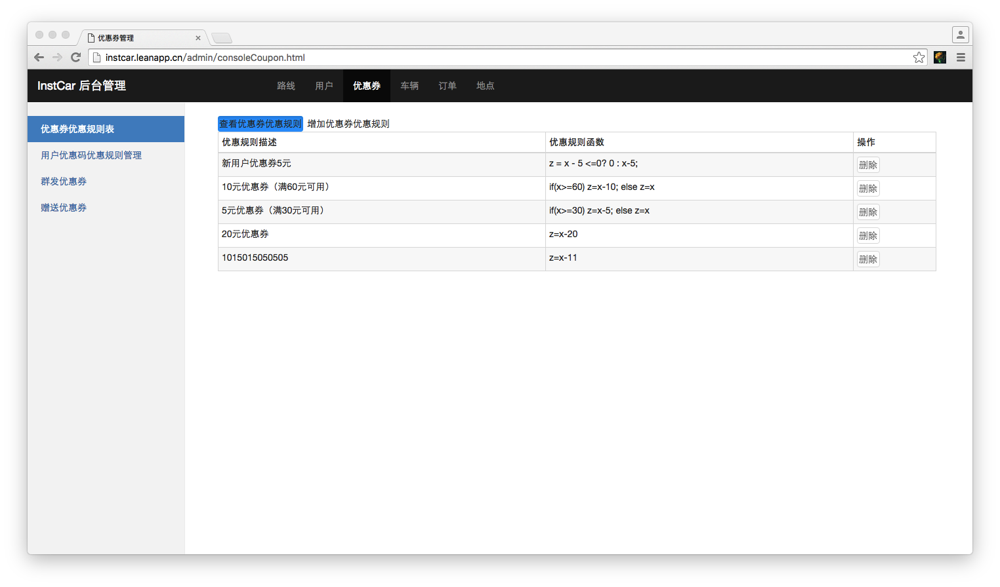 优惠券管理
instcar.leanapp.cn/admin/consoleCoupon.html
InstCar 后台管理 路线 用户 优惠券 车辆 订单 地点
优惠券优惠规则表
用户优惠码优惠规则管理
群发优惠券
赠送优惠券
查看优惠券优惠规则 增加优惠券优惠规则
优惠规则描述 优惠规则函数 操作
新用户优惠券5元 z = x - 5 <=0? 0 : x-5; 删除
10元优惠券（满60元可用） if(x>=60) z=x-10; else z=x 删除
5元优惠券（满30元可用） if(x>=30) z=x-5; else z=x 删除
20元优惠券 z=x-20 删除
1015015050505 z=x-11 删除